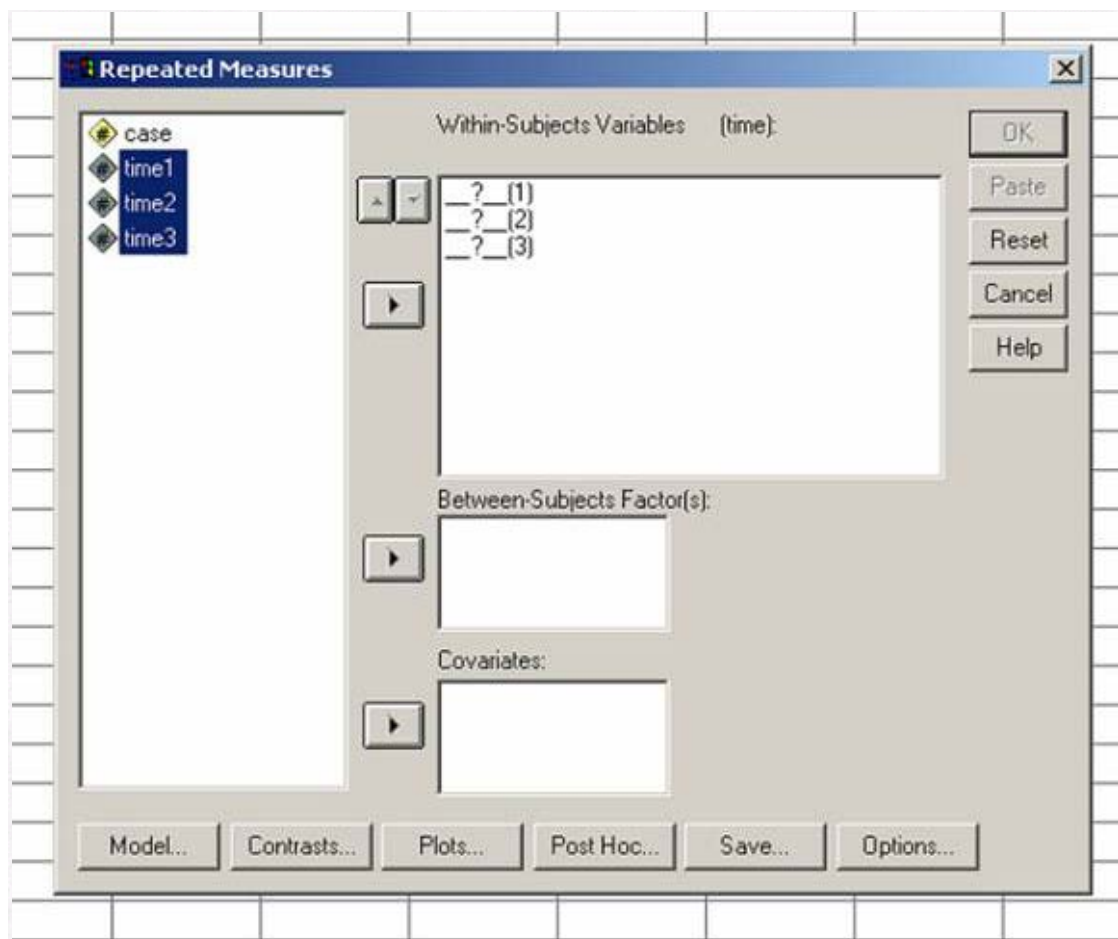 Repeated Measures
case
time1
time2
time3
Within-Subjects Variables (time):
__?__(1)
__?__(2)
__?__(3)
OK
Paste
Reset
Cancel
Help
Between-Subjects Factor(s):
Covariates:
Model... Contrasts... Plots... Post Hoc... Save... Options...